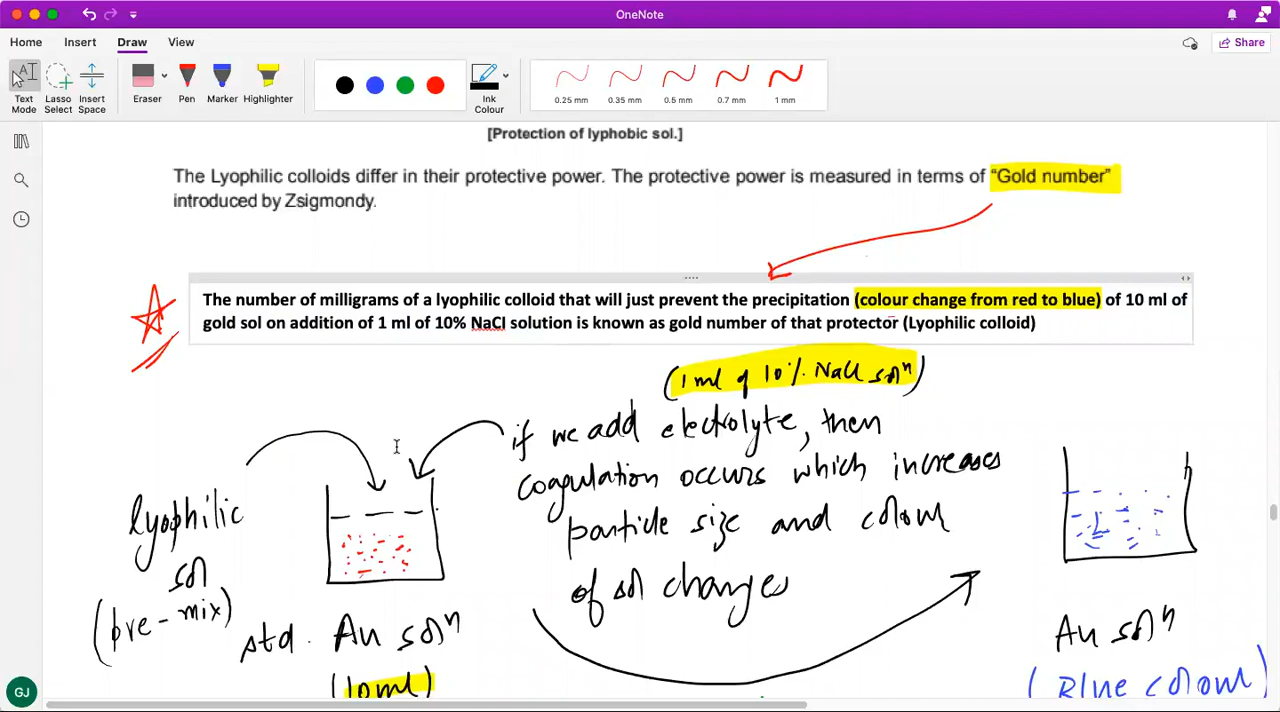 OneNote
Home Insert Draw View
Share
Text Mode
Lasso Select
Insert Space
Eraser
Pen
Marker
Highlighter
Ink Colour
0.25 mm
0.35 mm
0.5 mm
0.7 mm
1 mm
[Protection of lyphobic sol.]
The Lyophilic colloids differ in their protective power. The protective power is measured in terms of “Gold number”
introduced by Zsigmondy.
The number of milligrams of a lyophilic colloid that will just prevent the precipitation (colour change from red to blue) of 10 ml of
gold sol on addition of 1 ml of 10% NaCl solution is known as gold number of that protector (Lyophilic colloid)
(1 ml of 10% NaCl solⁿ)
if we add electrolyte, then
coagulation occurs which increases
particle size and colour
of sol changes
lyophilic
sol
(pre-mix)
std. Au solⁿ
(10ml)
Au solⁿ
(Blue colour)
GJ